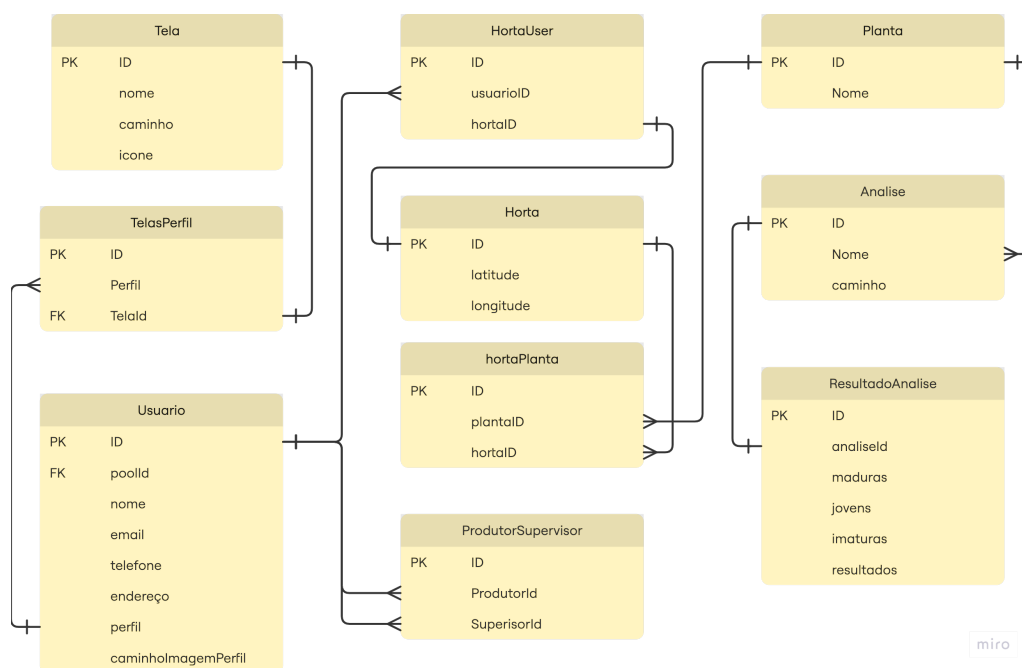 Tela
PK ID
nome
caminho
icone
TelasPerfil
PK ID
Perfil
FK TelaId
Usuario
PK ID
FK poolId
nome
email
telefone
endereço
perfil
caminhoImagemPerfil
HortaUser
PK ID
usuarioID
hortaID
Horta
PK ID
latitude
longitude
hortaPlanta
PK ID
plantaID
hortaID
ProdutorSupervisor
PK ID
ProdutorId
SuperisorId
Planta
PK ID
Nome
Analise
PK ID
Nome
caminho
ResultadoAnalise
PK ID
analiseId
maduras
jovens
imaturas
resultados
miro